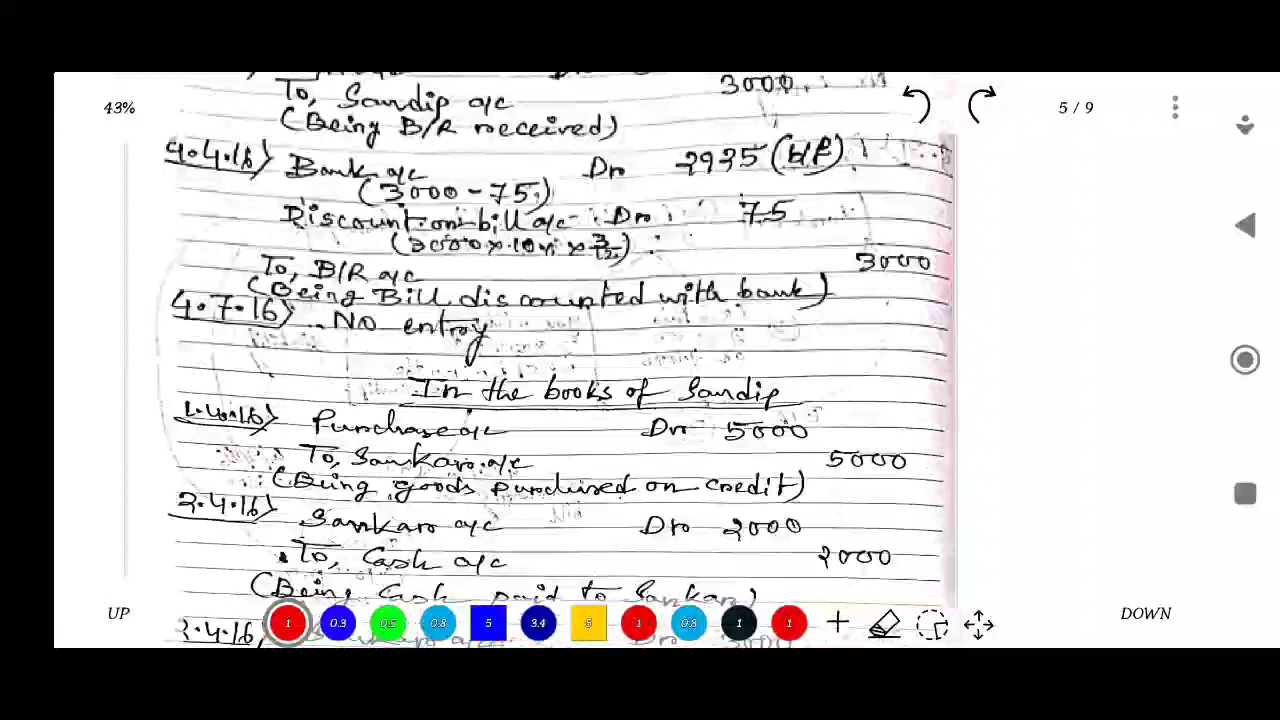 3000
43%
To, Sandip a/c
5 / 9
(Being B/R received)
4.4.16> Bank a/c Dr 2925 (b/f)
(3000 - 75)
Discount on bill a/c Dr 75
(3000 x 10% x 3/12)
To, B/R a/c 3000
(Being Bill discounted with bank)
4.7.16> No entry
In the books of Sandip
1.4.16> Purchase a/c Dr 5000
To, Sankar a/c 5000
(Being goods purchased on credit)
2.4.16> Sankar a/c Dr 2000
To, Cash a/c 2000
(Being Cash paid to Sankar)
UP 1 0.3 0.5 0.8 5 3.4 5 1 0.8 1 1 DOWN
a/c Dr 3000